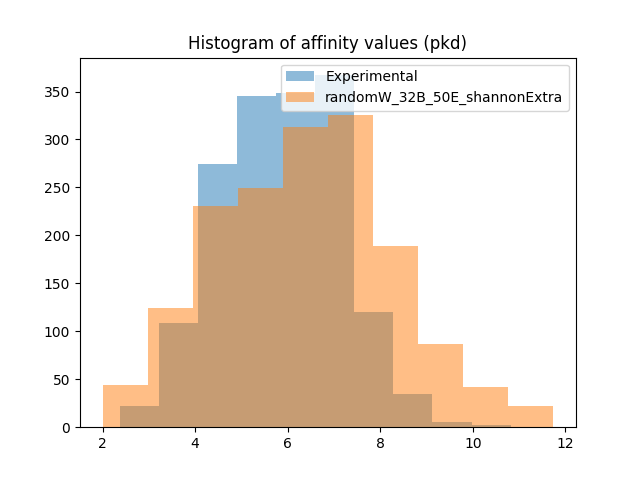 Histogram of affinity values (pkd)
Experimental
randomW_32B_50E_shannonExtra
350
300
250
200
150
100
50
0
2 4 6 8 10 12